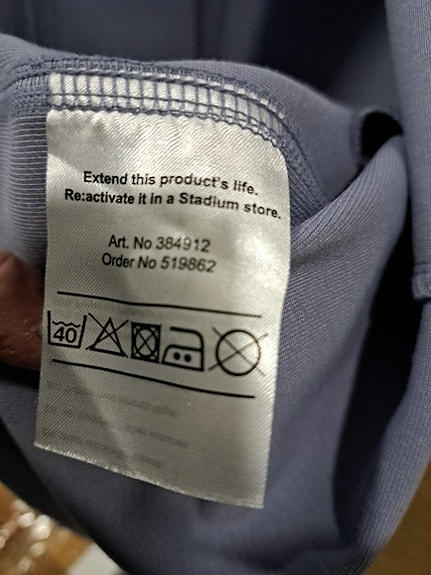 Extend this product's life.
Re:activate it in a Stadium store.
Art. No 384912
Order No 519862
40